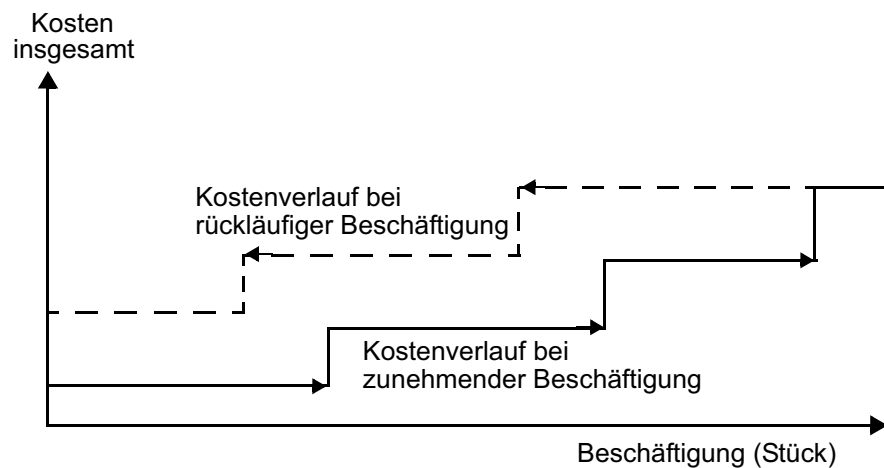 Kosten
insgesamt
Kostenverlauf bei
rückläufiger Beschäftigung
Kostenverlauf bei
zunehmender Beschäftigung
Beschäftigung (Stück)